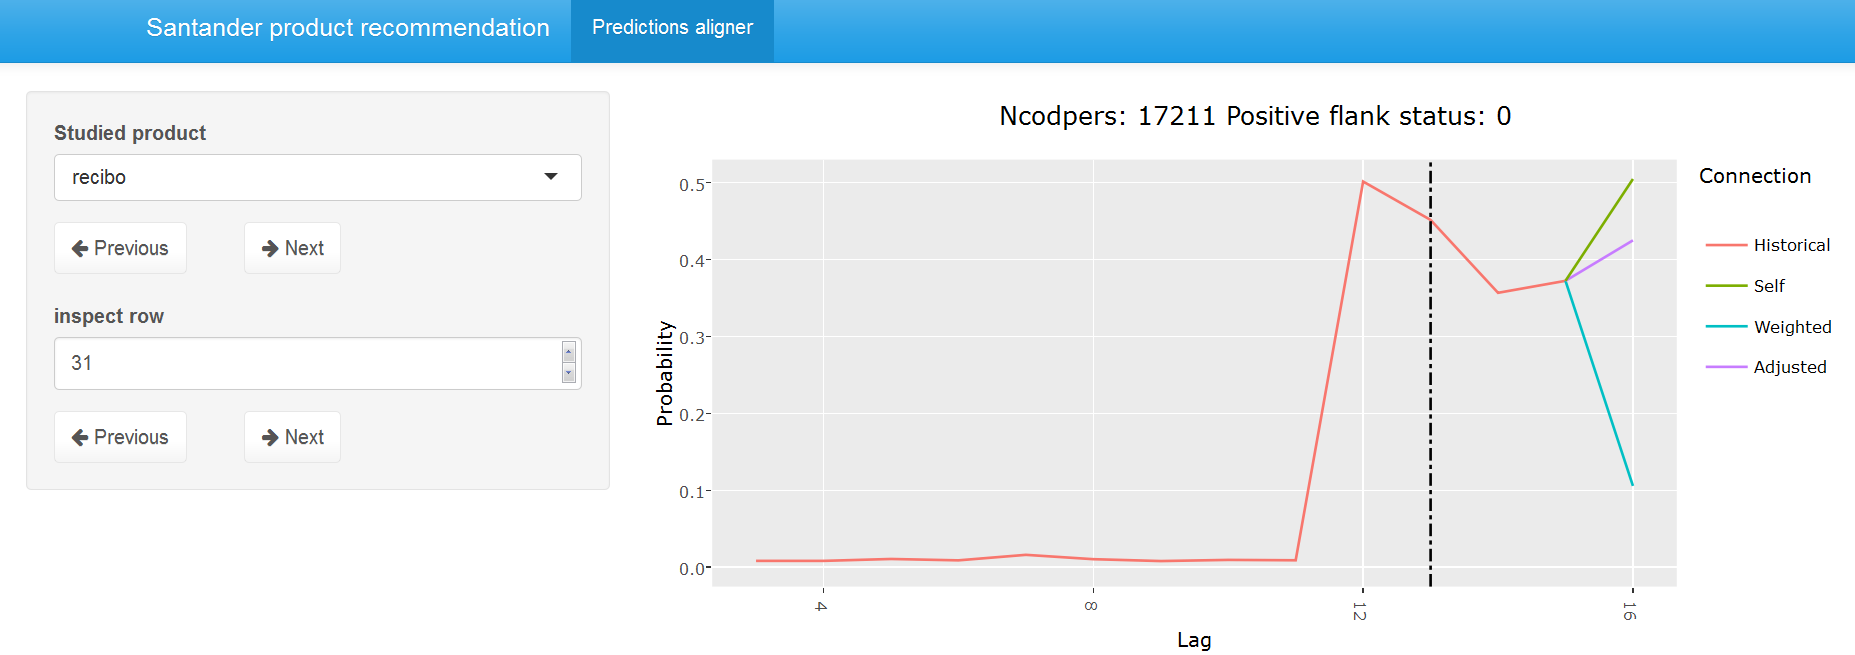 Santander product recommendation
Predictions aligner
Studied product
recibo
Previous
Next
inspect row
31
Previous
Next
Ncodpers: 17211 Positive flank status: 0
Probability
0.5
0.4
0.3
0.2
0.1
0.0
4
8
12
16
Lag
Connection
Historical
Self
Weighted
Adjusted